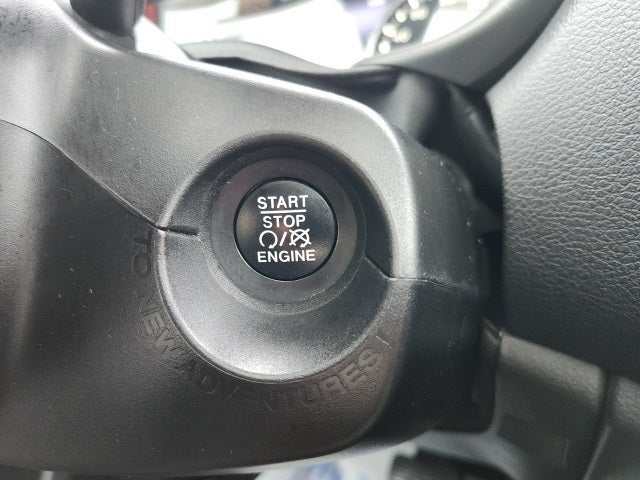 START
STOP
ENGINE
TO NEW ADVENTURES